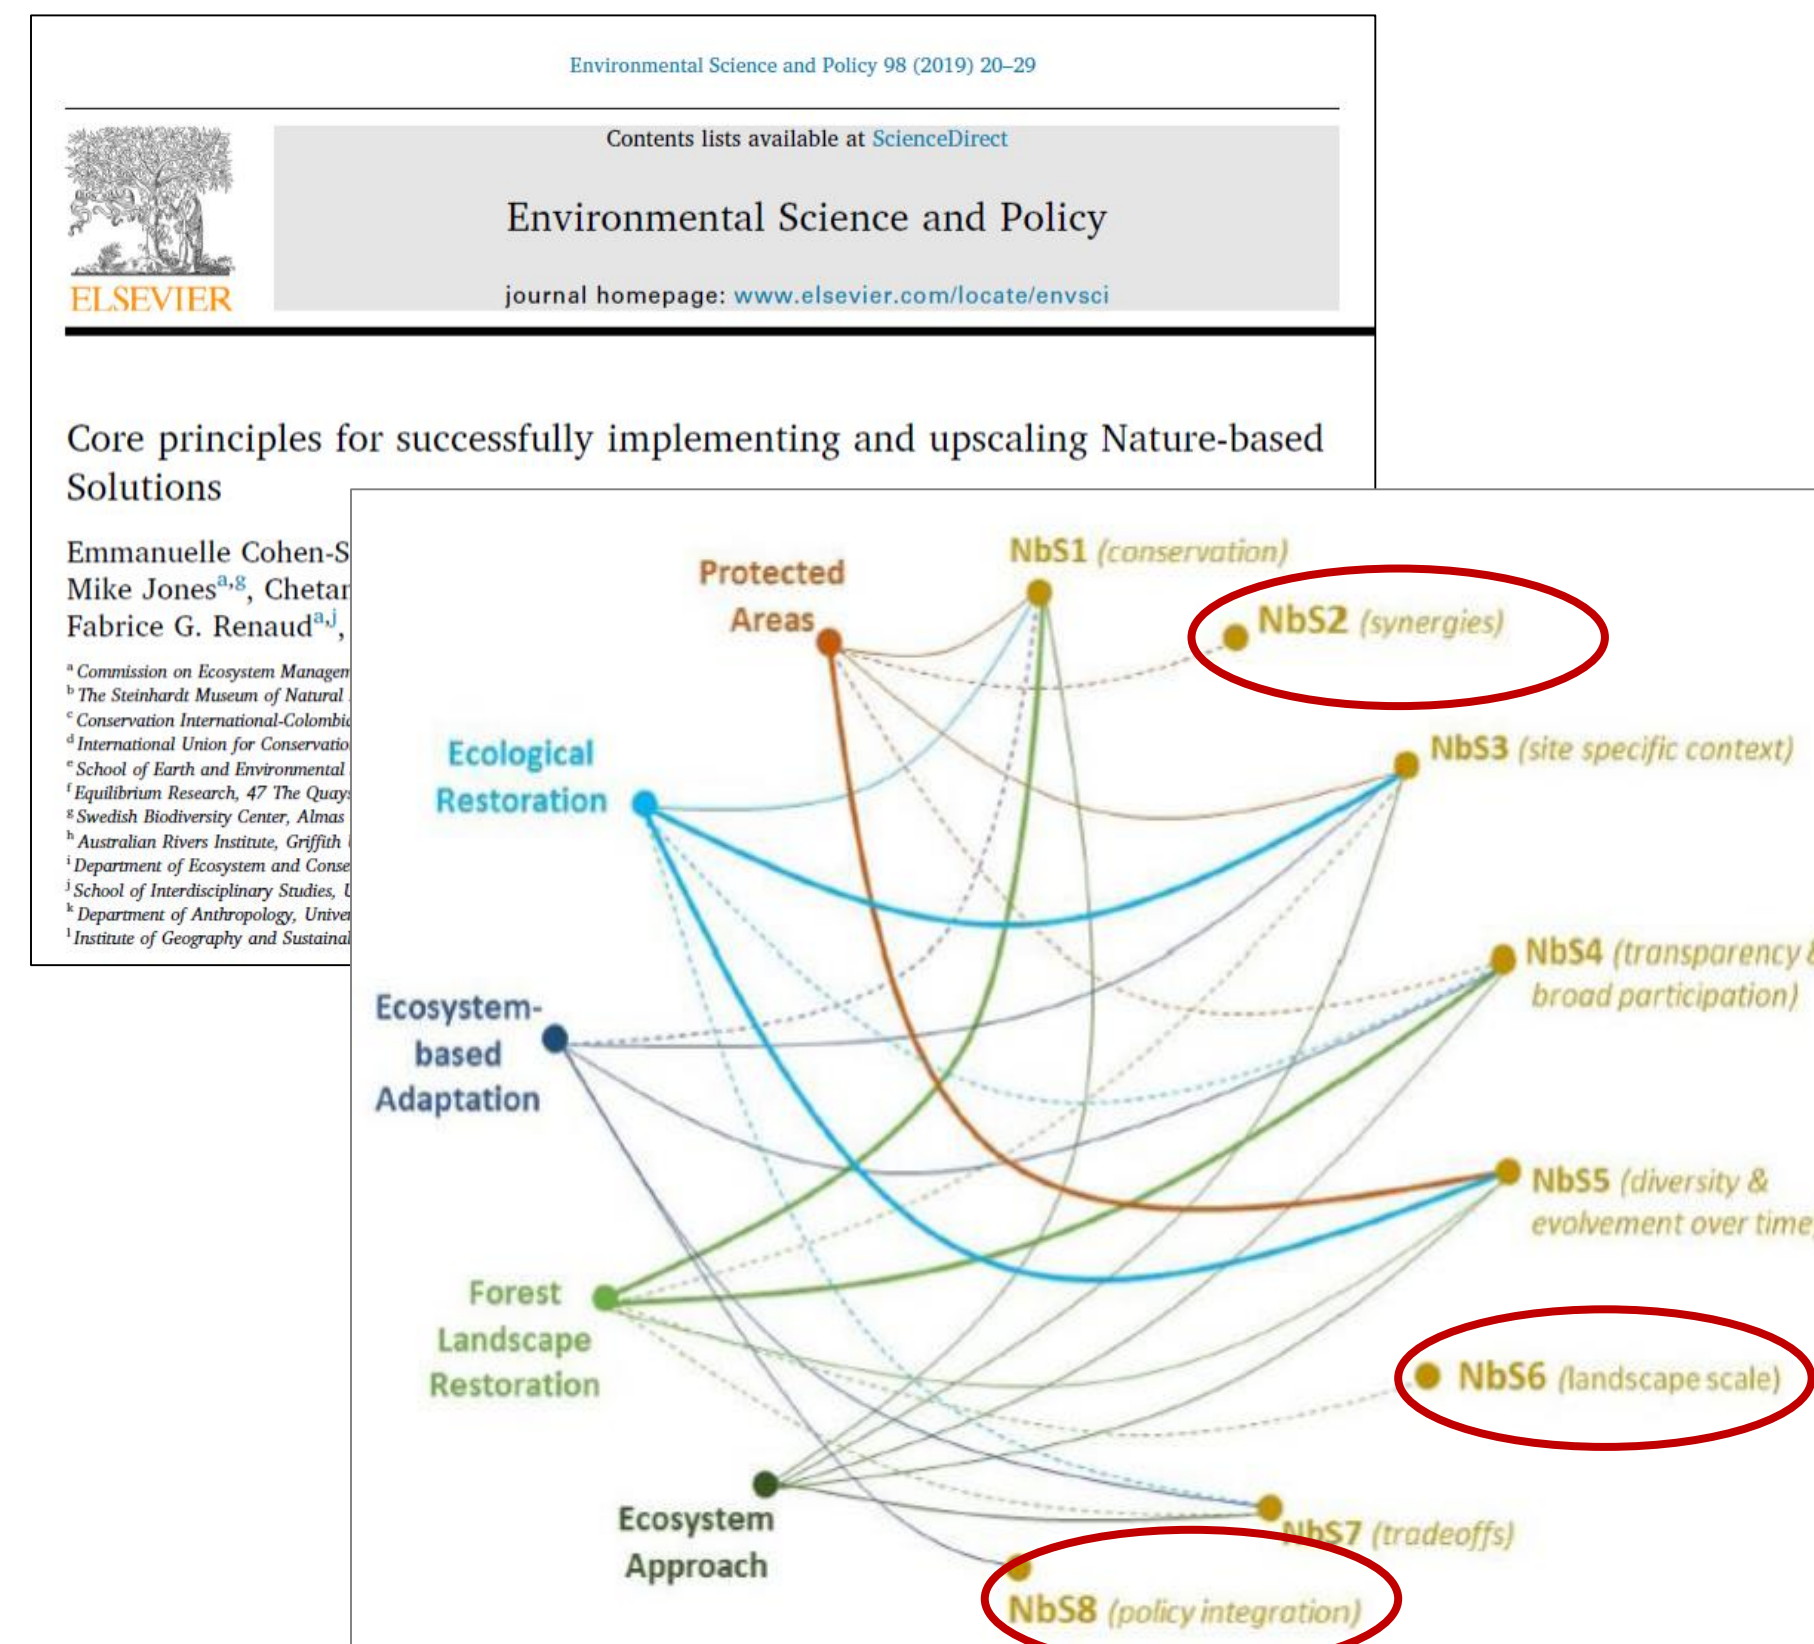 Environmental Science and Policy 98 (2019) 20–29
Contents lists available at ScienceDirect
Environmental Science and Policy
journal homepage: www.elsevier.com/locate/envsci
ELSEVIER
Core principles for successfully implementing and upscaling Nature-based
Solutions
Emmanuelle Cohen-S
Mike Jones a,g, Chetan
Fabrice G. Renaud a,j,
a Commission on Ecosystem Managem
b The Steinhardt Museum of Natural
c Conservation International-Colombia
d International Union for Conservatio
e School of Earth and Environmental
f Equilibrium Research, 47 The Quays
g Swedish Biodiversity Center, Almas
h Australian Rivers Institute, Griffith
i Department of Ecosystem and Conse
j School of Interdisciplinary Studies, U
k Department of Anthropology, Univer
l Institute of Geography and Sustainal
Protected
Areas
Ecological
Restoration
Ecosystem-
based
Adaptation
Forest
Landscape
Restoration
Ecosystem
Approach
NbS1 (conservation)
NbS2 (synergies)
NbS3 (site specific context)
NbS4 (transparency &
broad participation)
NbS5 (diversity &
evolvement over time
NbS6 (landscape scale)
NbS7 (tradeoffs)
NbS8 (policy integration)